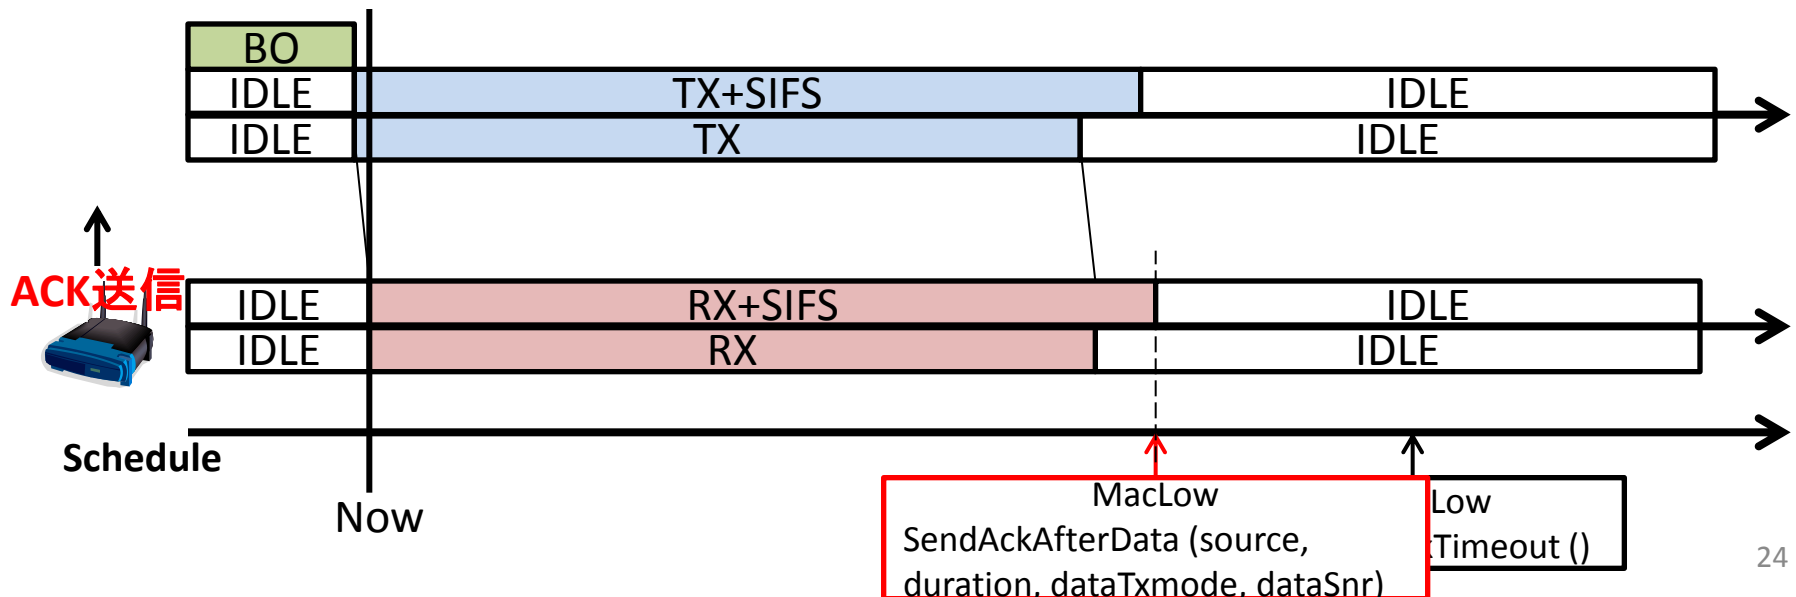 BO
IDLE TX+SIFS IDLE
IDLE TX IDLE
ACK送信
IDLE RX+SIFS IDLE
IDLE RX IDLE
Schedule
Now
MacLow
SendAckAfterData (source,
duration, dataTxmode, dataSnr)
Low
Timeout ()
24